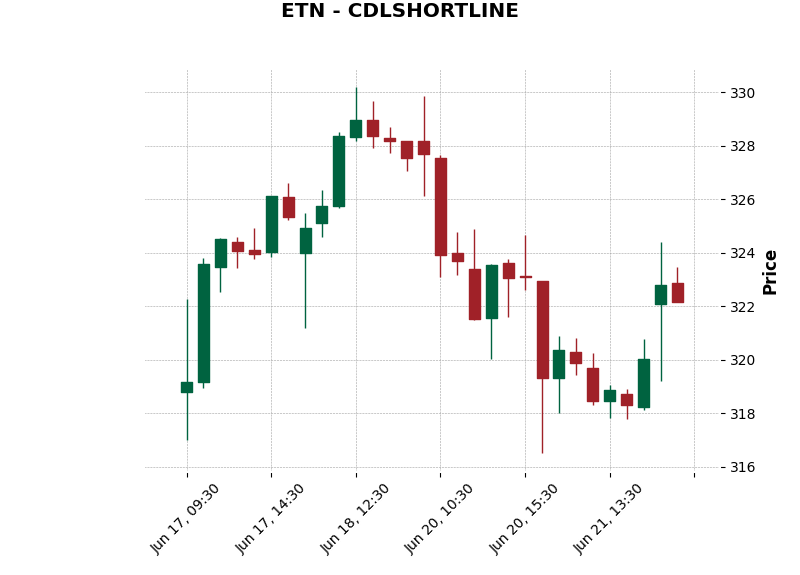 ETN - CDLSHORTLINE
330
328
326
324
322
320
318
316
Price
Jun 17, 09:30
Jun 17, 14:30
Jun 18, 12:30
Jun 20, 10:30
Jun 20, 15:30
Jun 21, 13:30